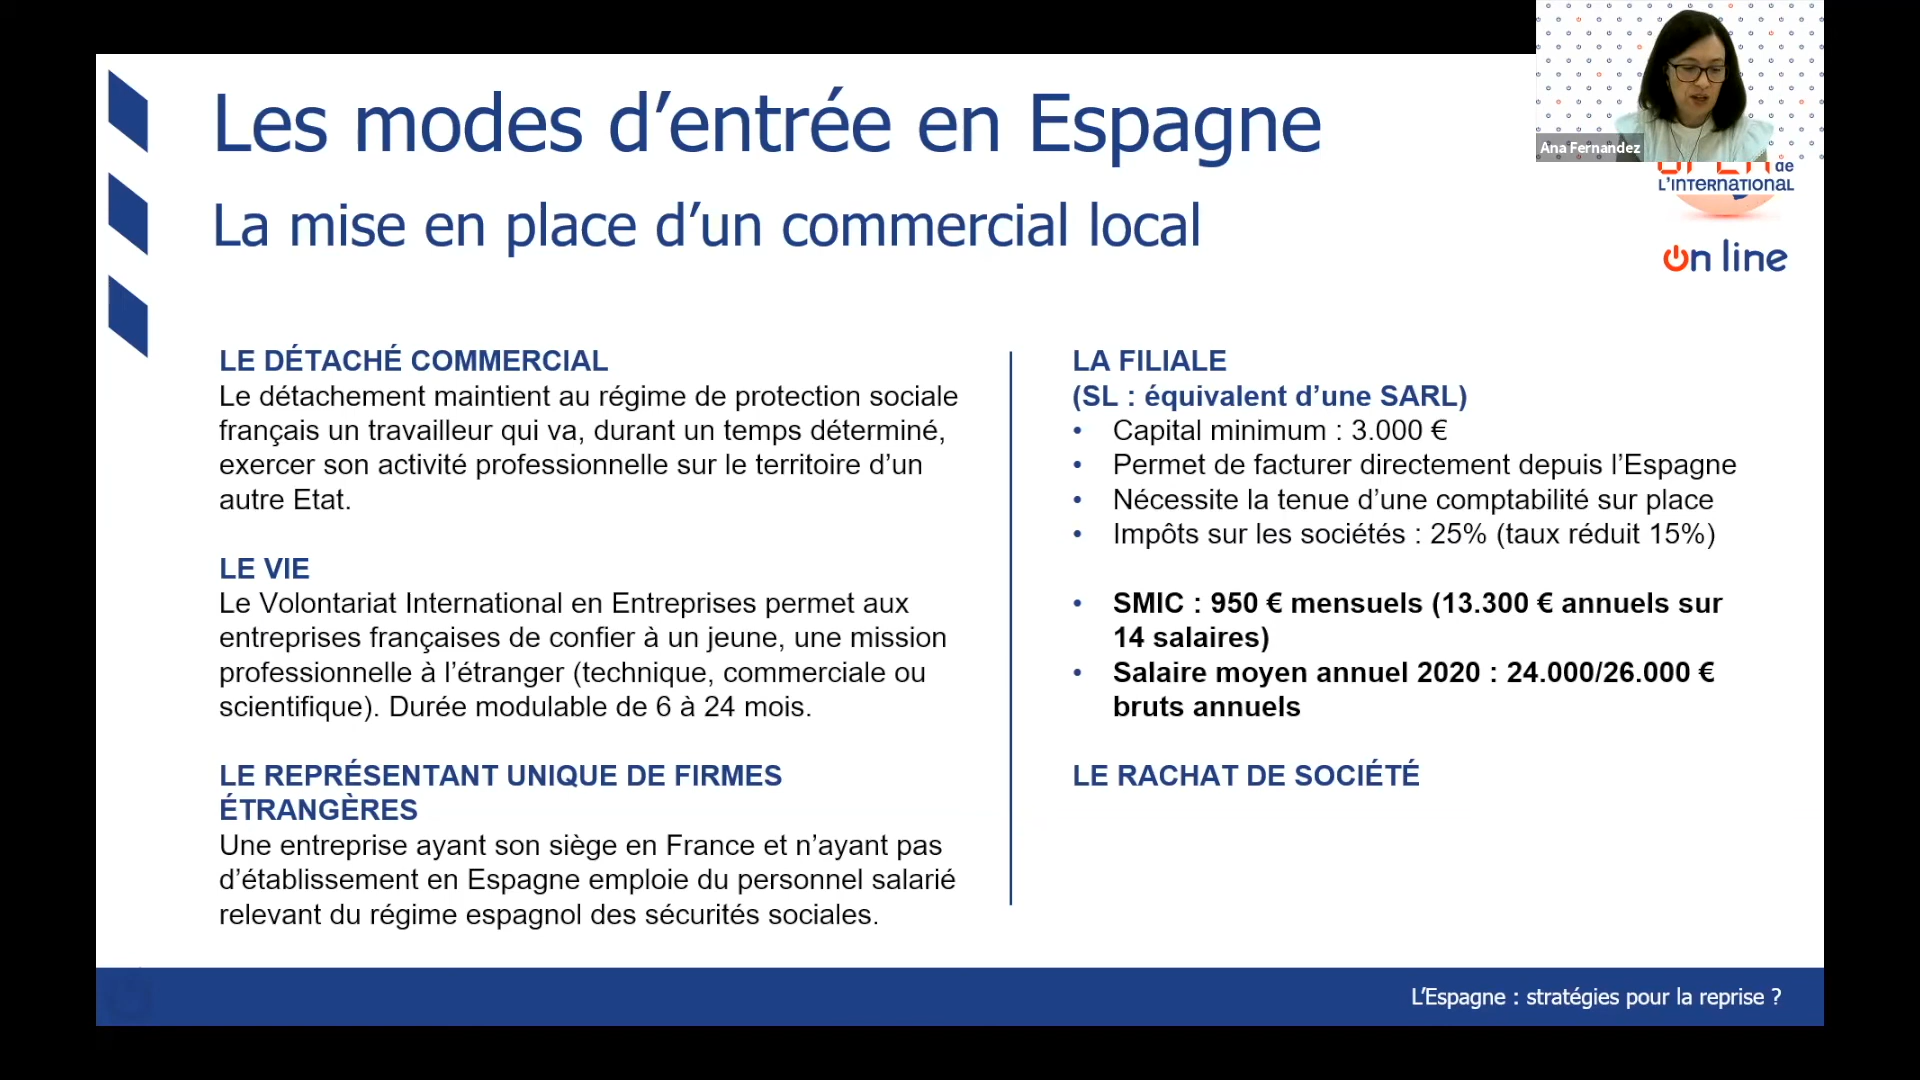 Les modes d’entrée en Espagne
La mise en place d’un commercial local
Ana Fernandez
de
L'INTERNATIONAL
on line
LE DÉTACHÉ COMMERCIAL
Le détachement maintient au régime de protection sociale
français un travailleur qui va, durant un temps déterminé,
exercer son activité professionnelle sur le territoire d’un
autre Etat.
LE VIE
Le Volontariat International en Entreprises permet aux
entreprises françaises de confier à un jeune, une mission
professionnelle à l’étranger (technique, commerciale ou
scientifique). Durée modulable de 6 à 24 mois.
LE REPRÉSENTANT UNIQUE DE FIRMES
ÉTRANGÈRES
Une entreprise ayant son siège en France et n’ayant pas
d’établissement en Espagne emploie du personnel salarié
relevant du régime espagnol des sécurités sociales.
LA FILIALE
(SL : équivalent d’une SARL)
• Capital minimum : 3.000 €
• Permet de facturer directement depuis l’Espagne
• Nécessite la tenue d’une comptabilité sur place
• Impôts sur les sociétés : 25% (taux réduit 15%)
• SMIC : 950 € mensuels (13.300 € annuels sur
14 salaires)
• Salaire moyen annuel 2020 : 24.000/26.000 €
bruts annuels
LE RACHAT DE SOCIÉTÉ
L’Espagne : stratégies pour la reprise ?